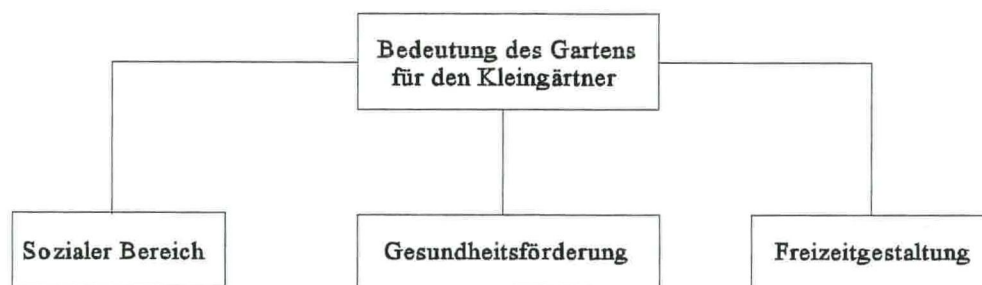 Bedeutung des Gartens
für den Kleingärtner
Sozialer Bereich
Gesundheitsförderung
Freizeitgestaltung